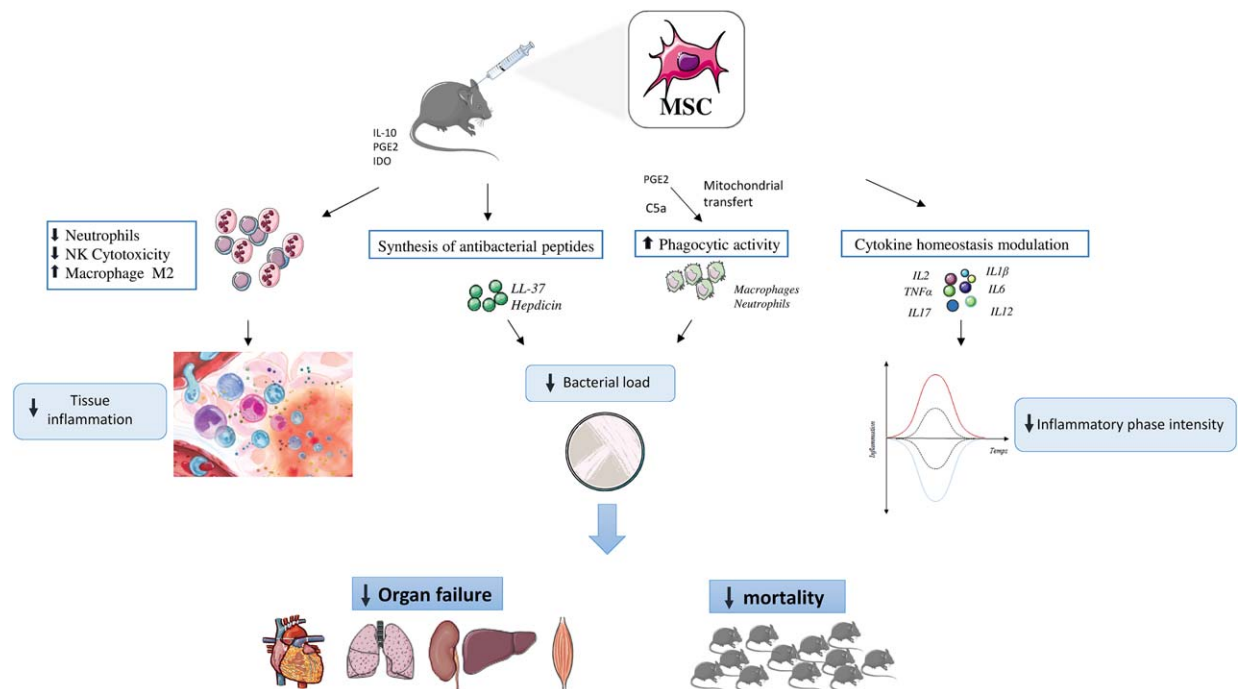 MSC
IL-10
PGE2
IDO
PGE2
C5a
Mitochondrial
transfert
Neutrophils
NK Cytotoxicity
Macrophage M2
Synthesis of antibacterial peptides
Phagocytic activity
Cytokine homeostasis modulation
LL-37
Hepdicin
Macrophages
Neutrophils
IL2
TNFα
IL17
IL1β
IL6
IL12
Tissue
inflammation
Bacterial load
Inflammation
Temps
Inflammatory phase intensity
Organ failure
mortality